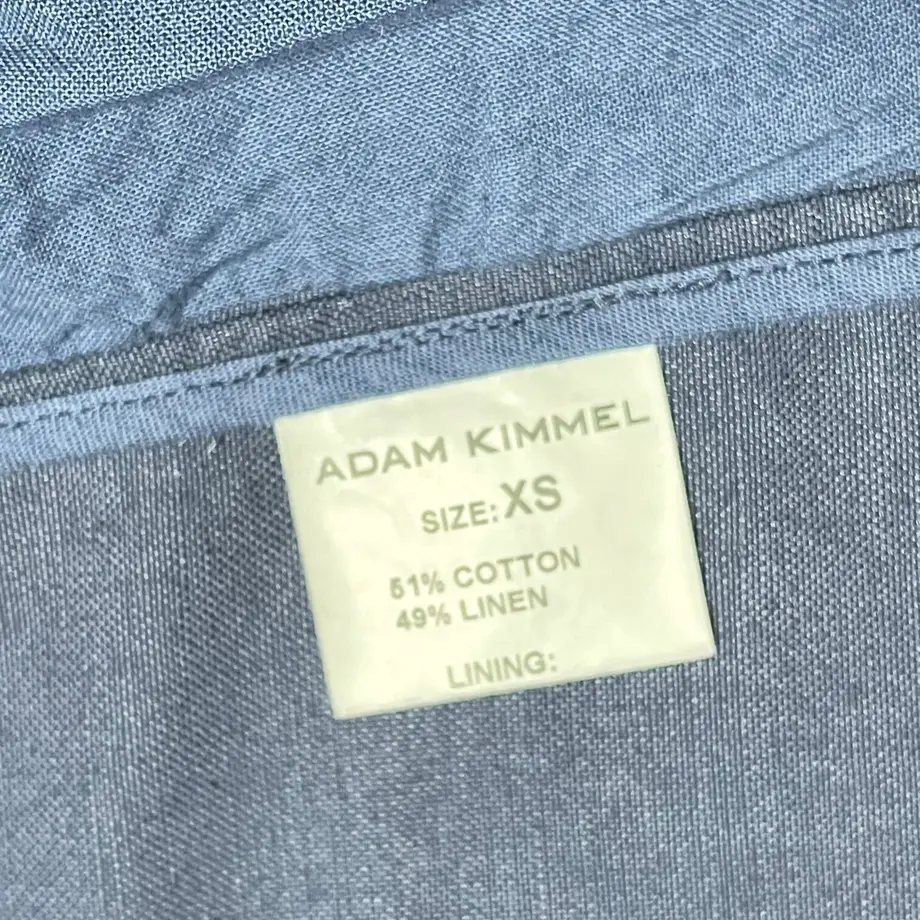 ADAM KIMMEL
SIZE: XS
51% COTTON
49% LINEN
LINING: